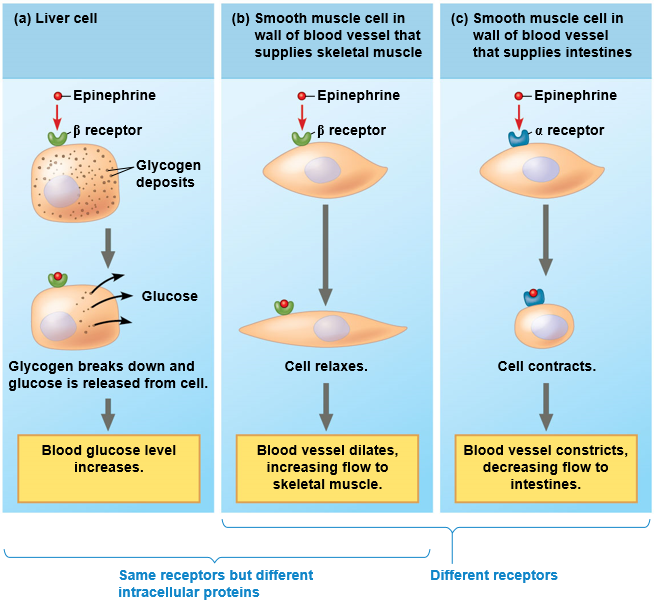 (a) Liver cell
Epinephrine
β receptor
Glycogen
deposits
Glucose
Glycogen breaks down and
glucose is released from cell.
Blood glucose level
increases.
(b) Smooth muscle cell in
wall of blood vessel that
supplies skeletal muscle
Epinephrine
β receptor
Cell relaxes.
Blood vessel dilates,
increasing flow to
skeletal muscle.
(c) Smooth muscle cell in
wall of blood vessel
that supplies intestines
Epinephrine
α receptor
Cell contracts.
Blood vessel constricts,
decreasing flow to
intestines.
Same receptors but different
intracellular proteins
Different receptors